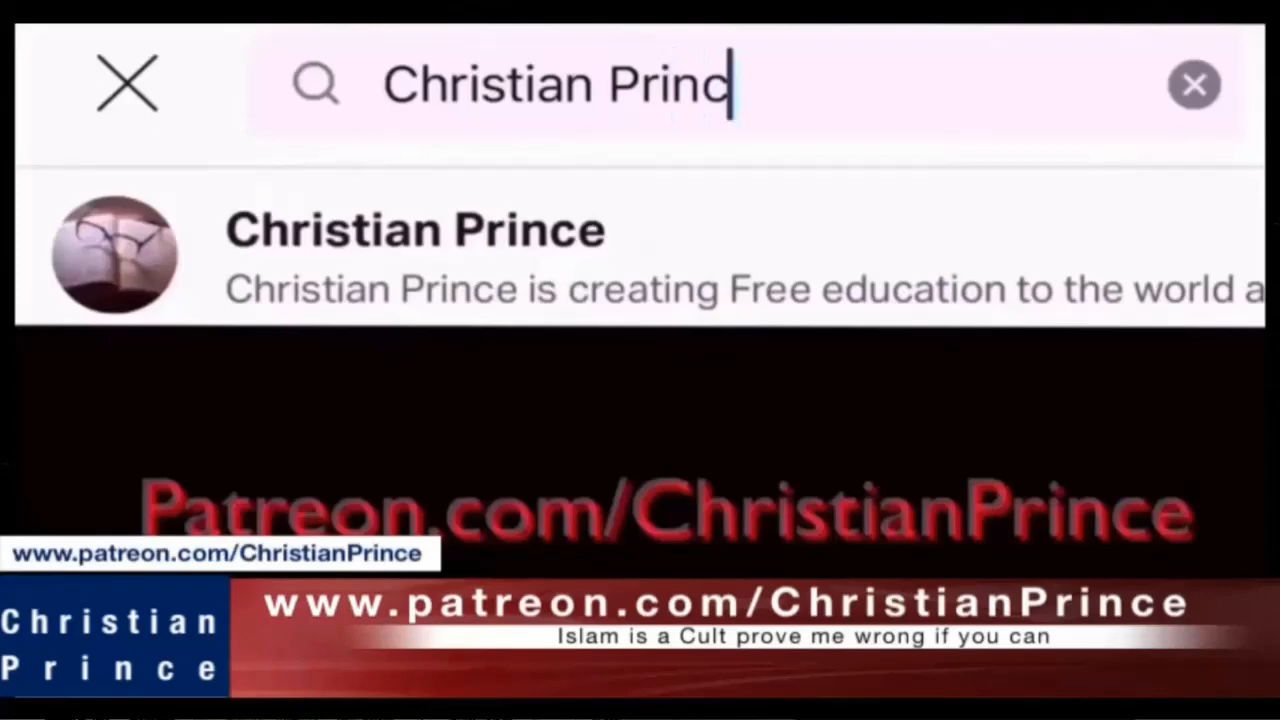 Christian Princ
Christian Prince
Christian Prince is creating Free education to the world a
Patreon.com/ChristianPrince
www.patreon.com/ChristianPrince
Christian
Prince
www.patreon.com/ChristianPrince
Islam is a Cult prove me wrong if you can